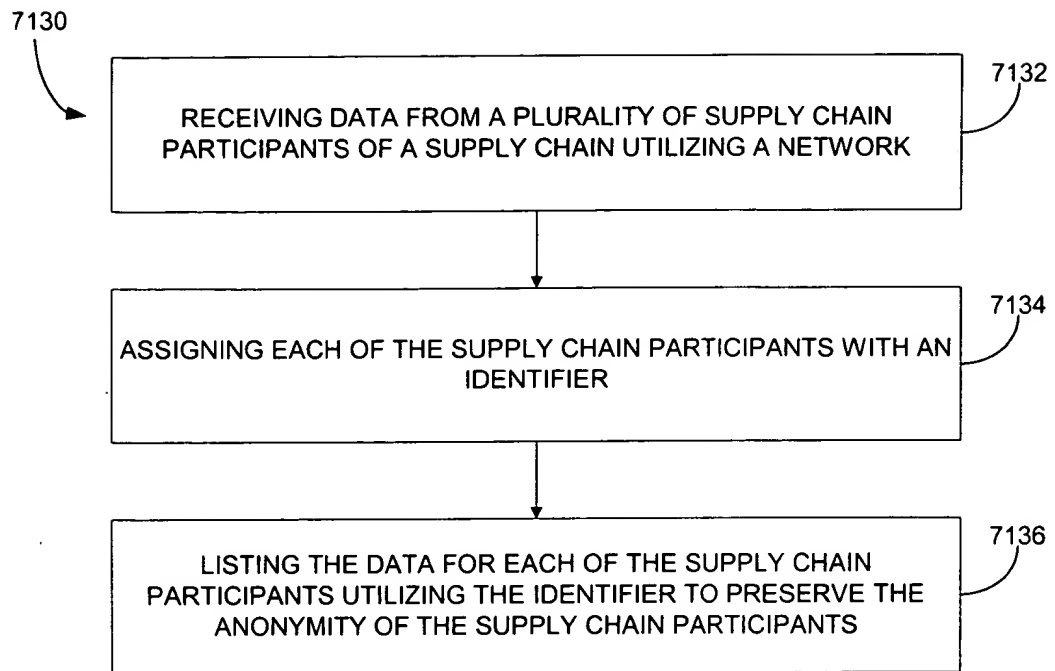 7130
7132
RECEIVING DATA FROM A PLURALITY OF SUPPLY CHAIN
PARTICIPANTS OF A SUPPLY CHAIN UTILIZING A NETWORK
7134
ASSIGNING EACH OF THE SUPPLY CHAIN PARTICIPANTS WITH AN
IDENTIFIER
7136
LISTING THE DATA FOR EACH OF THE SUPPLY CHAIN
PARTICIPANTS UTILIZING THE IDENTIFIER TO PRESERVE THE
ANONYMITY OF THE SUPPLY CHAIN PARTICIPANTS